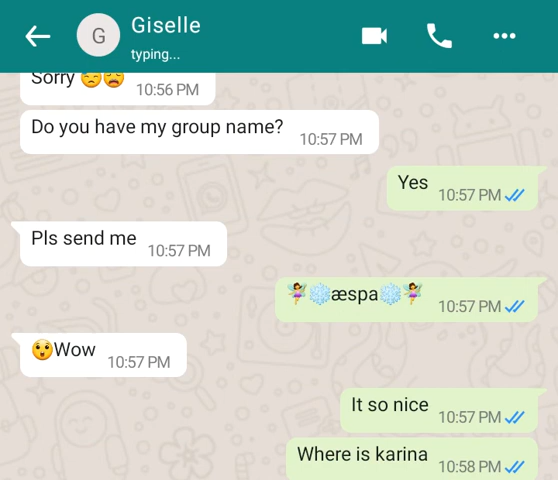 G
Giselle
typing...
Sorry 😒😩 10:56 PM
Do you have my group name? 10:57 PM
Yes 10:57 PM
Pls send me 10:57 PM
🧚‍♀️❄️æspa❄️🧚‍♀️ 10:57 PM
😲Wow 10:57 PM
It so nice 10:57 PM
Where is karina 10:58 PM